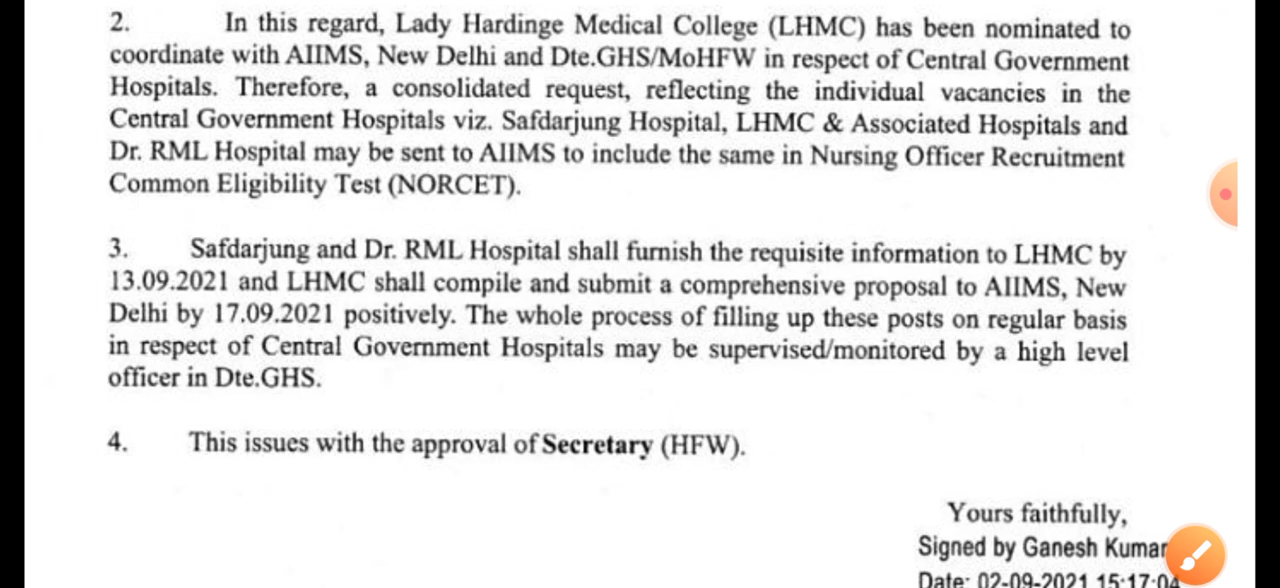 2. In this regard, Lady Hardinge Medical College (LHMC) has been nominated to
coordinate with AIIMS, New Delhi and Dte.GHS/MoHFW in respect of Central Government
Hospitals. Therefore, a consolidated request, reflecting the individual vacancies in the
Central Government Hospitals viz. Safdarjung Hospital, LHMC & Associated Hospitals and
Dr. RML Hospital may be sent to AIIMS to include the same in Nursing Officer Recruitment
Common Eligibility Test (NORCET).
3. Safdarjung and Dr. RML Hospital shall furnish the requisite information to LHMC by
13.09.2021 and LHMC shall compile and submit a comprehensive proposal to AIIMS, New
Delhi by 17.09.2021 positively. The whole process of filling up these posts on regular basis
in respect of Central Government Hospitals may be supervised/monitored by a high level
officer in Dte.GHS.
4. This issues with the approval of Secretary (HFW).
Yours faithfully,
Signed by Ganesh Kumar
Date: 02-09-2021 15:17:04